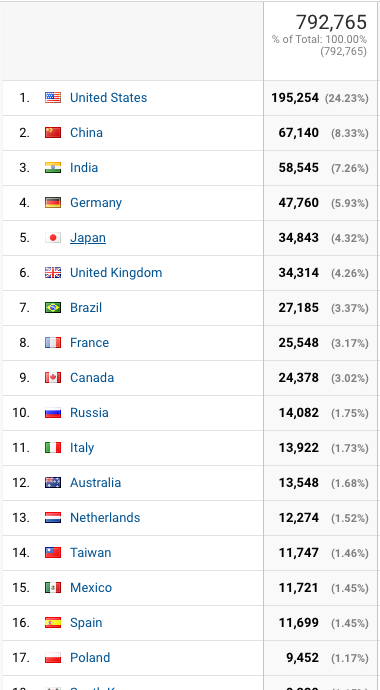 792,765
% of Total: 100.00%
(792,765)
1. United States 195,254 (24.23%)
2. China 67,140 (8.33%)
3. India 58,545 (7.26%)
4. Germany 47,760 (5.93%)
5. Japan 34,843 (4.32%)
6. United Kingdom 34,314 (4.26%)
7. Brazil 27,185 (3.37%)
8. France 25,548 (3.17%)
9. Canada 24,378 (3.02%)
10. Russia 14,082 (1.75%)
11. Italy 13,922 (1.73%)
12. Australia 13,548 (1.68%)
13. Netherlands 12,274 (1.52%)
14. Taiwan 11,747 (1.46%)
15. Mexico 11,721 (1.45%)
16. Spain 11,699 (1.45%)
17. Poland 9,452 (1.17%)